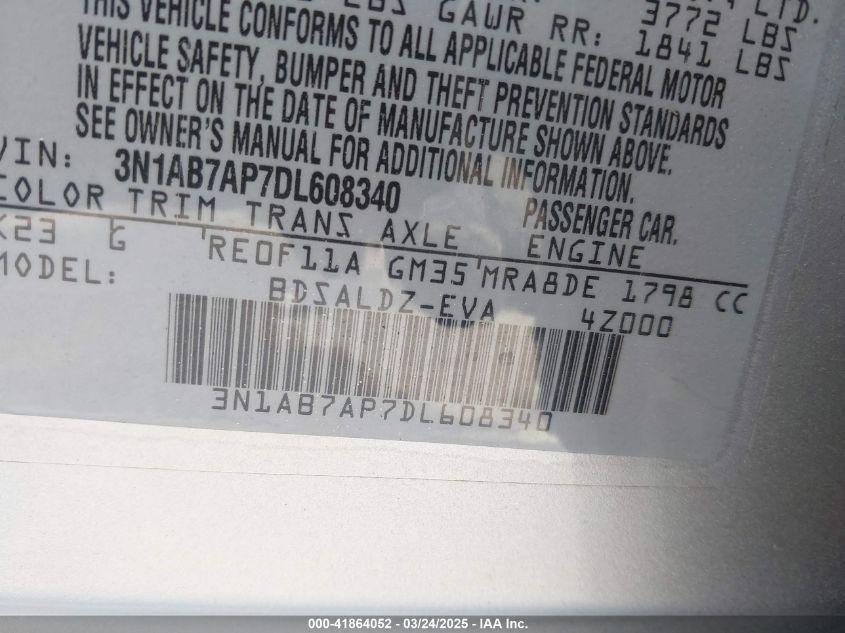 LTD.
3772 LBS
LBS GAWR RR: 1841 LBS
THIS VEHICLE CONFORMS TO ALL APPLICABLE FEDERAL MOTOR
VEHICLE SAFETY, BUMPER AND THEFT PREVENTION STANDARDS
IN EFFECT ON THE DATE OF MANUFACTURE SHOWN ABOVE.
SEE OWNER'S MANUAL FOR ADDITIONAL INFORMATION.
VIN: 3N1AB7AP7DL608340 PASSENGER CAR.
COLOR TRIM TRANS AXLE ENGINE
K23 G RE0F11A GM35 MRA8DE 1798 CC
MODEL: BDSALDZ-EVA 4Z000
3N1AB7AP7DL608340
000-41864052 - 03/24/2025 - IAA Inc.